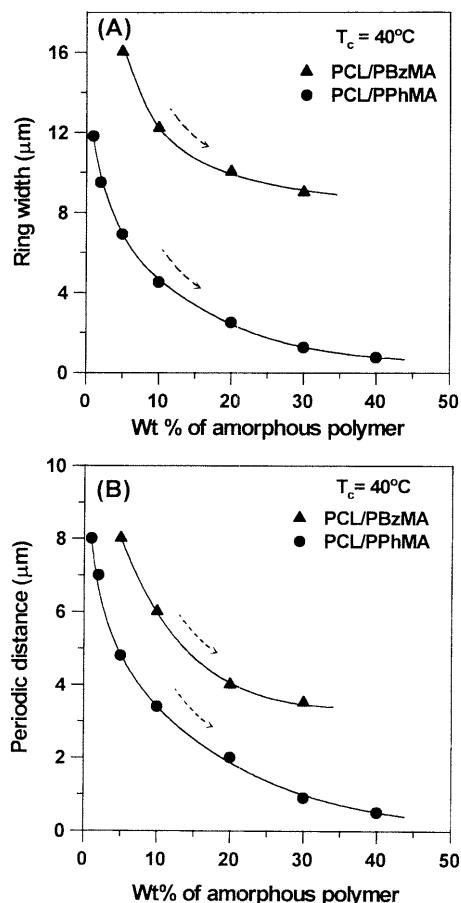 (A)
T_c = 40°C
▲ PCL/PBzMA
● PCL/PPhMA
16
12
8
4
0
Ring width (μm)
0 10 20 30 40 50
Wt % of amorphous polymer
(B)
T_c = 40°C
▲ PCL/PBzMA
● PCL/PPhMA
10
8
6
4
2
0
Periodic distance (μm)
0 10 20 30 40 50
Wt% of amorphous polymer